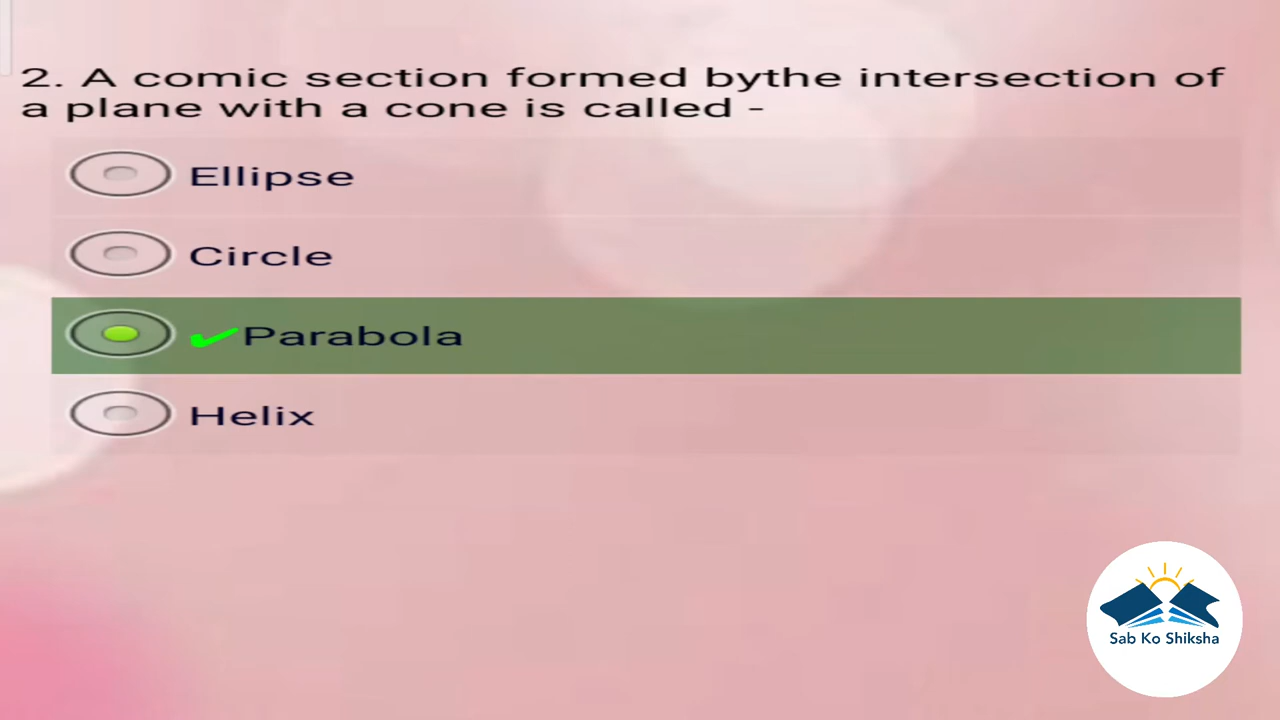 2. A comic section formed bythe intersection of
a plane with a cone is called -
Ellipse
Circle
✔Parabola
Helix
Sab Ko Shiksha